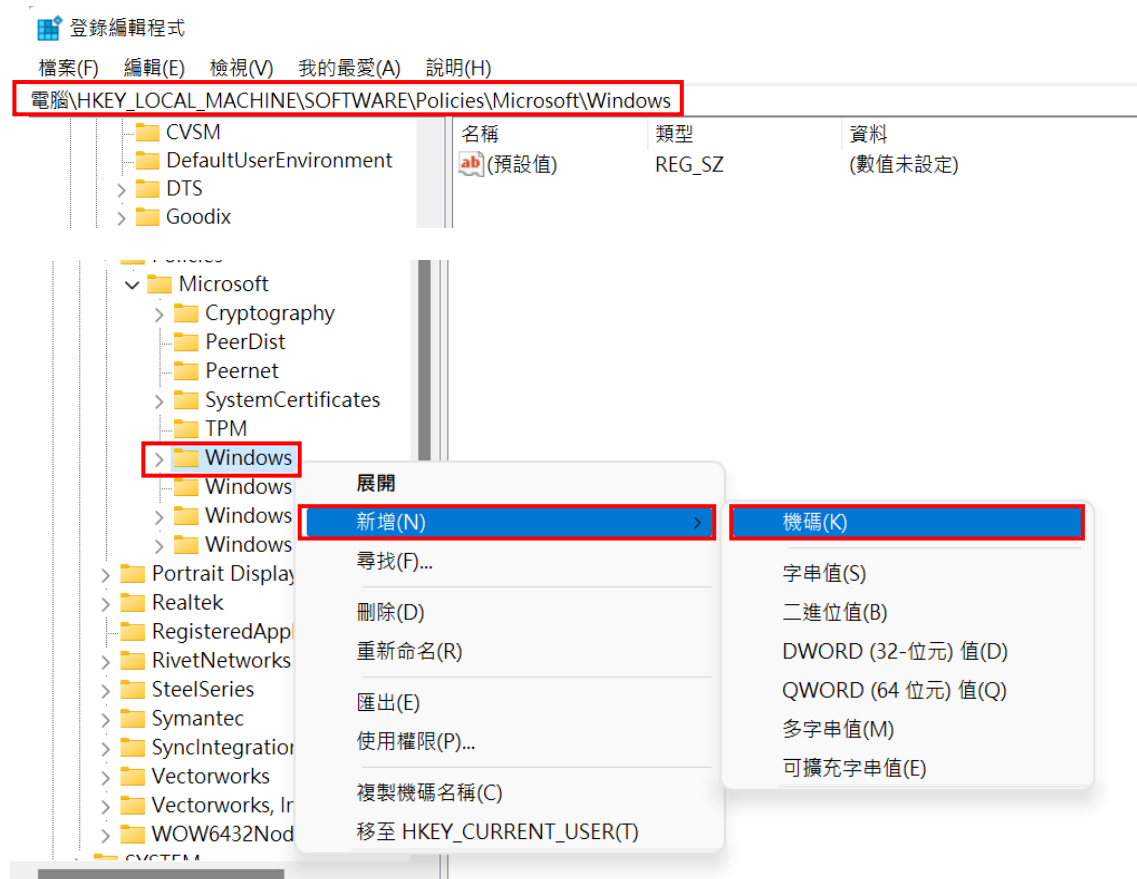 登錄編輯程式
檔案(F) 編輯(E) 檢視(V) 我的最愛(A) 說明(H)
電腦\HKEY_LOCAL_MACHINE\SOFTWARE\Policies\Microsoft\Windows
CVSM
DefaultUserEnvironment
DTS
Goodix
名稱 類型 資料
ab (預設值) REG_SZ (數值未設定)
Policies
Microsoft
Cryptography
PeerDist
Peernet
SystemCertificates
TPM
Windows
Windows
Windows
Windows
Portrait Display
Realtek
RegisteredAppl
RivetNetworks
SteelSeries
Symantec
SyncIntegration
Vectorworks
Vectorworks, In
WOW6432Nod
SYSTEM
展開
新增(N)
尋找(F)...
刪除(D)
重新命名(R)
匯出(E)
使用權限(P)...
複製機碼名稱(C)
移至 HKEY_CURRENT_USER(T)
機碼(K)
字串值(S)
二進位值(B)
DWORD (32-位元) 值(D)
QWORD (64 位元) 值(Q)
多字串值(M)
可擴充字串值(E)